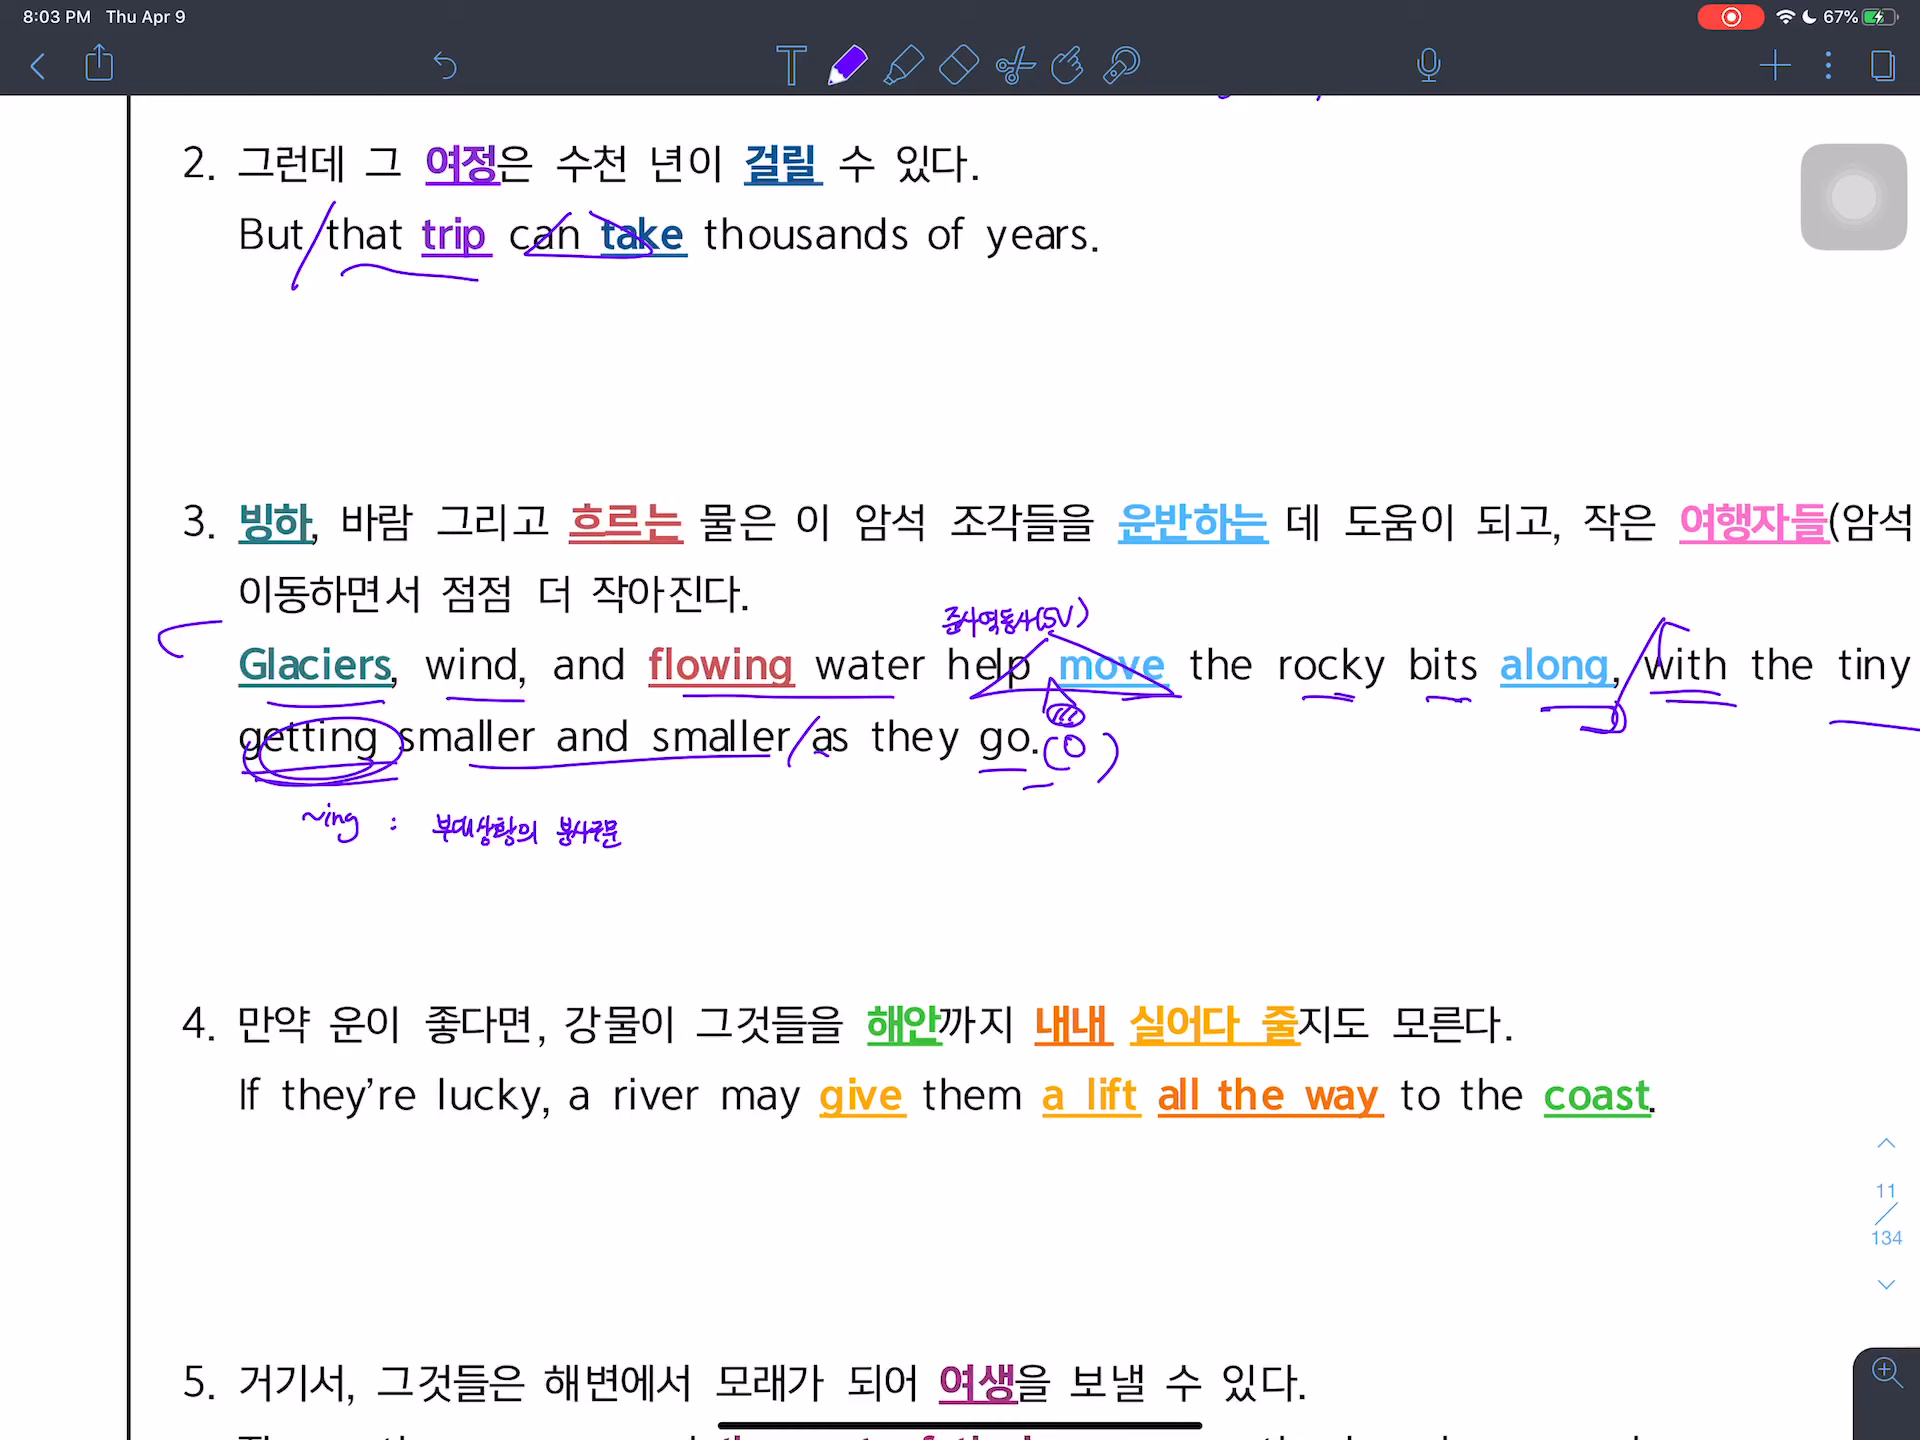 8:03 PM Thu Apr 9
67%
2. 그런데 그 여정은 수천 년이 걸릴 수 있다.
But that trip can take thousands of years.
3. 빙하, 바람 그리고 흐르는 물은 이 암석 조각들을 운반하는 데 도움이 되고, 작은 여행자들(암석
이동하면서 점점 더 작아진다.
준사역동사(5V)
Glaciers, wind, and flowing water help move the rocky bits along, with the tiny
getting smaller and smaller as they go. (O)
~ing : 부대상황의 분사구문
4. 만약 운이 좋다면, 강물이 그것들을 해안까지 내내 실어다 줄지도 모른다.
If they're lucky, a river may give them a lift all the way to the coast.
11
134
5. 거기서, 그것들은 해변에서 모래가 되어 여생을 보낼 수 있다.